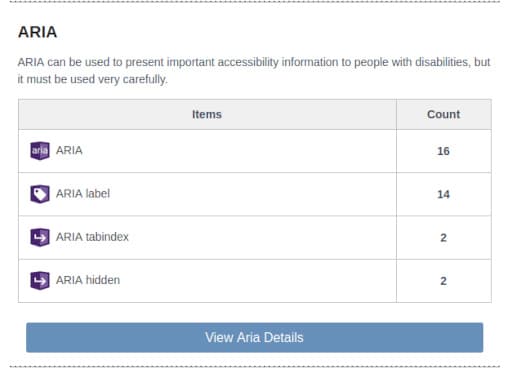 ARIA
ARIA can be used to present important accessibility information to people with disabilities, but
it must be used very carefully.
Items Count
aria ARIA 16
ARIA label 14
ARIA tabindex 2
ARIA hidden 2
View Aria Details